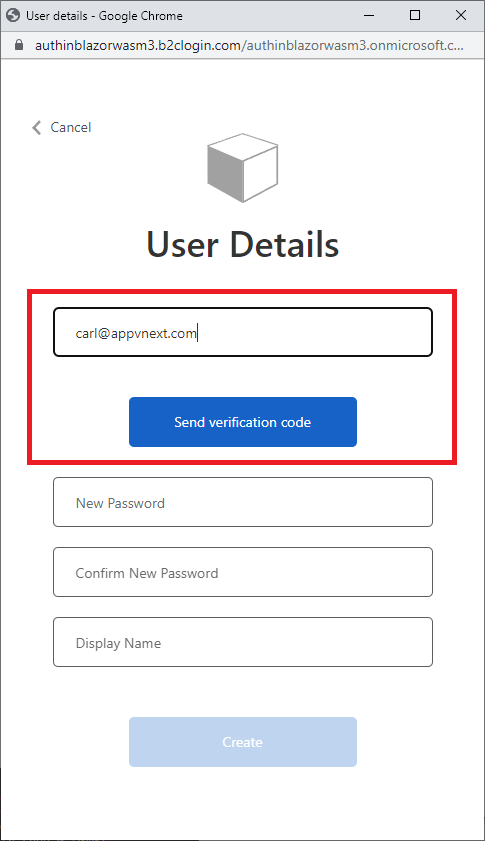 User details - Google Chrome
authinblazorwasm3.b2clogin.com/authinblazorwasm3.onmicrosoft.c...
Cancel
User Details
carl@appvnext.com
Send verification code
New Password
Confirm New Password
Display Name
Create